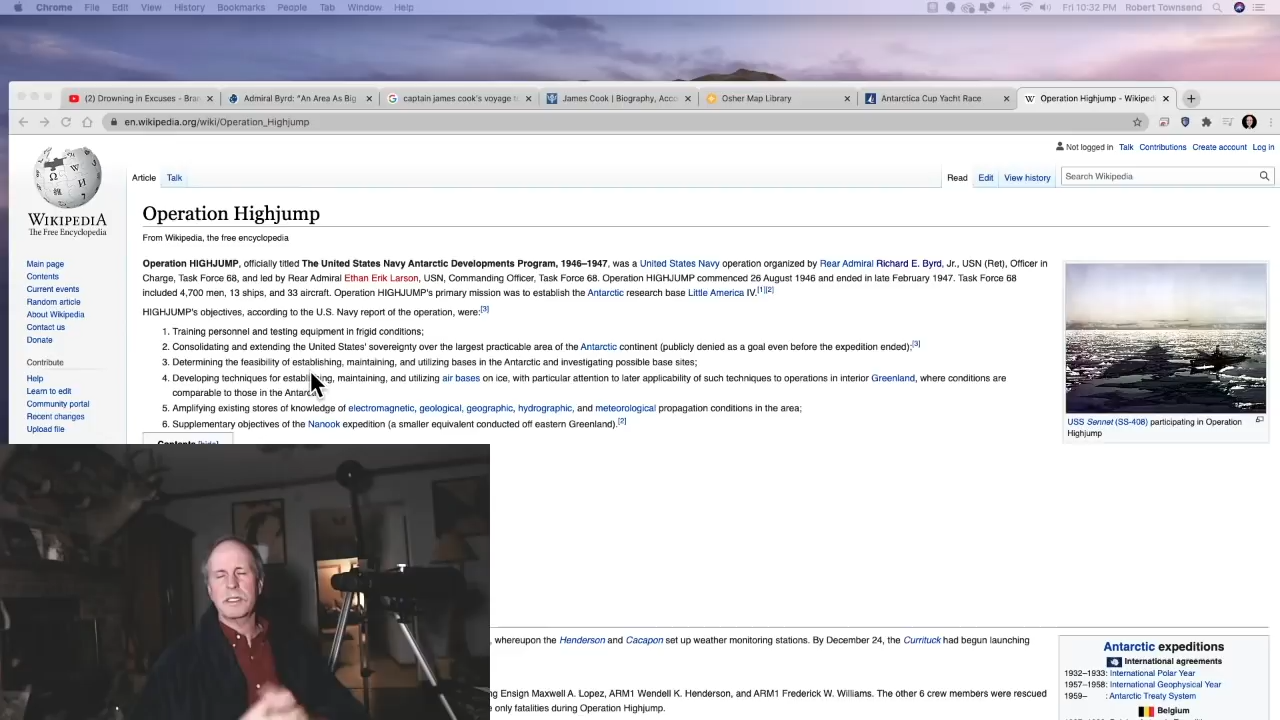 Chrome File Edit View History Bookmarks People Tab Window Help Fri 10:32 PM Robert Townsend
(2) Drowning in Excuses - Bran Admiral Byrd: "An Area As Big captain james cook's voyage t James Cook | Biography, Acco Osher Map Library Antarctica Cup Yacht Race Operation Highjump - Wikiped
en.wikipedia.org/wiki/Operation_Highjump
Not logged in Talk Contributions Create account Log in
Article Talk Read Edit View history Search Wikipedia
WIKIPEDIA
The Free Encyclopedia
Main page
Contents
Current events
Random article
About Wikipedia
Contact us
Donate
Contribute
Help
Learn to edit
Community portal
Recent changes
Upload file
Operation Highjump
From Wikipedia, the free encyclopedia
Operation HIGHJUMP, officially titled The United States Navy Antarctic Developments Program, 1946–1947, was a United States Navy operation organized by Rear Admiral Richard E. Byrd, Jr., USN (Ret), Officer in
Charge, Task Force 68, and led by Rear Admiral Ethan Erik Larson, USN, Commanding Officer, Task Force 68. Operation HIGHJUMP commenced 26 August 1946 and ended in late February 1947. Task Force 68
included 4,700 men, 13 ships, and 33 aircraft. Operation HIGHJUMP's primary mission was to establish the Antarctic research base Little America IV.[1][2]
HIGHJUMP's objectives, according to the U.S. Navy report of the operation, were:[3]
1. Training personnel and testing equipment in frigid conditions;
2. Consolidating and extending the United States' sovereignty over the largest practicable area of the Antarctic continent (publicly denied as a goal even before the expedition ended);[3]
3. Determining the feasibility of establishing, maintaining, and utilizing bases in the Antarctic and investigating possible base sites;
4. Developing techniques for establishing, maintaining, and utilizing air bases on ice, with particular attention to later applicability of such techniques to operations in interior Greenland, where conditions are
comparable to those in the Antarc
5. Amplifying existing stores of knowledge of electromagnetic, geological, geographic, hydrographic, and meteorological propagation conditions in the area;
6. Supplementary objectives of the Nanook expedition (a smaller equivalent conducted off eastern Greenland).[2]
Contents [hide]
USS Sennet (SS-408) participating in Operation
Highjump
, whereupon the Henderson and Cacapon set up weather monitoring stations. By December 24, the Currituck had begun launching
ng Ensign Maxwell A. Lopez, ARM1 Wendell K. Henderson, and ARM1 Frederick W. Williams. The other 6 crew members were rescued
e only fatalities during Operation Highjump.
Antarctic expeditions
International agreements
1932–1933: International Polar Year
1957–1958: International Geophysical Year
1959– : Antarctic Treaty System
Belgium